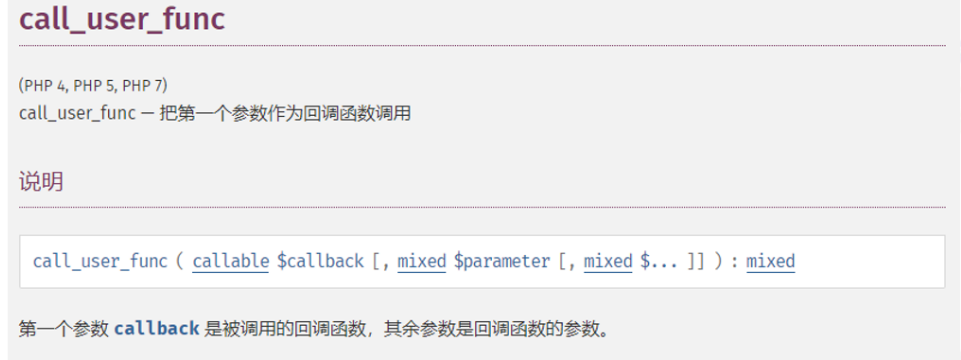 call_user_func
(PHP 4, PHP 5, PHP 7)
call_user_func — 把第一个参数作为回调函数调用
说明
call_user_func ( callable $callback [, mixed $parameter [, mixed $... ]] ) : mixed
第一个参数 callback 是被调用的回调函数，其余参数是回调函数的参数。